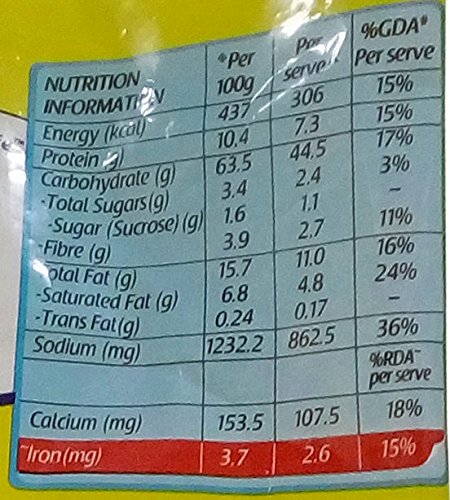 NUTRITION INFORMATION *Per 100g Per serve** %GDA# Per serve
Energy (kcal) 437 306 15%
Protein (g) 10.4 7.3 15%
Carbohydrate (g) 63.5 44.5 17%
-Total Sugars(g) 3.4 2.4 3%
-Sugar (Sucrose) (g) 1.6 1.1 –
-Fibre (g) 3.9 2.7 11%
Total Fat (g) 15.7 11.0 16%
-Saturated Fat (g) 6.8 4.8 24%
-Trans Fat(g) 0.24 0.17 –
Sodium (mg) 1232.2 862.5 36%
%RDA~ per serve
Calcium (mg) 153.5 107.5 18%
~Iron(mg) 3.7 2.6 15%